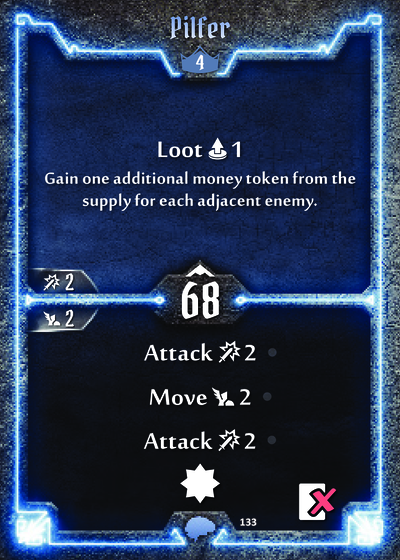 Pilfer
4
Loot 1
Gain one additional money token from the
supply for each adjacent enemy.
2
68
2
Attack 2
Move 2
Attack 2
133